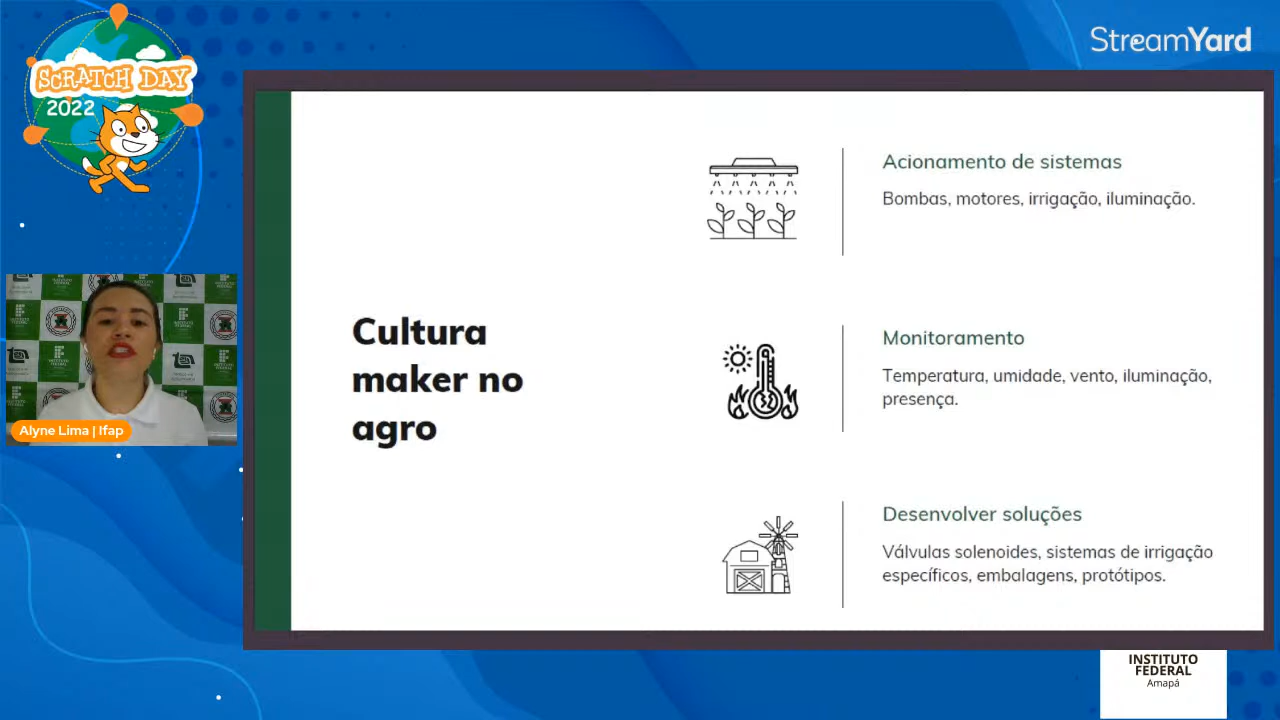 SCRATCH DAY
2022
StreamYard
Acionamento de sistemas
Bombas, motores, irrigação, iluminação.
Cultura
maker no
agro
Monitoramento
Temperatura, umidade, vento, iluminação,
presença.
Desenvolver soluções
Válvulas solenoides, sistemas de irrigação
específicos, embalagens, protótipos.
Alyne Lima | Ifap
INSTITUTO
FEDERAL
Amapá